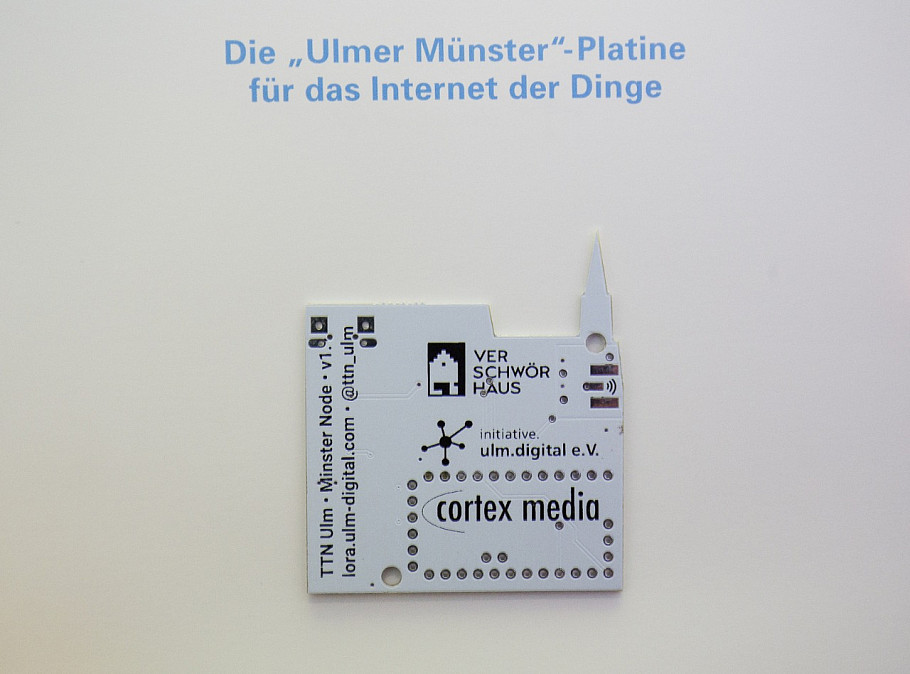 Die „Ulmer Münster“-Platine
für das Internet der Dinge
VER
SCHWÖR
HAUS
initiative.
ulm.digital e.V.
cortex media
TTN Ulm • Minster Node • v1.
lora.ulm-digital.com • @ttn_ulm